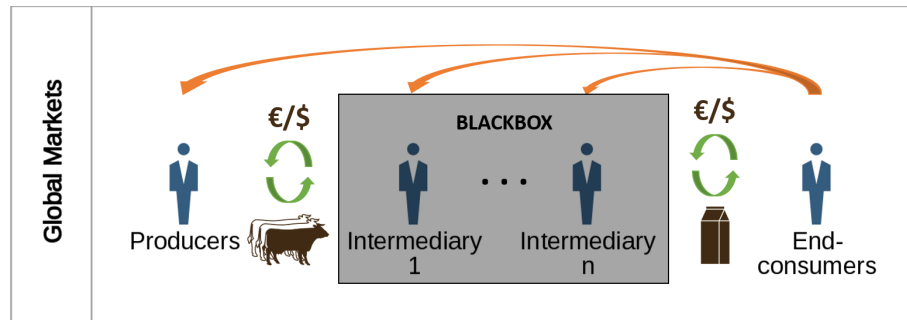 Global Markets
€/$
€/$
BLACKBOX
. . .
Producers
Intermediary
1
Intermediary
n
End-
consumers